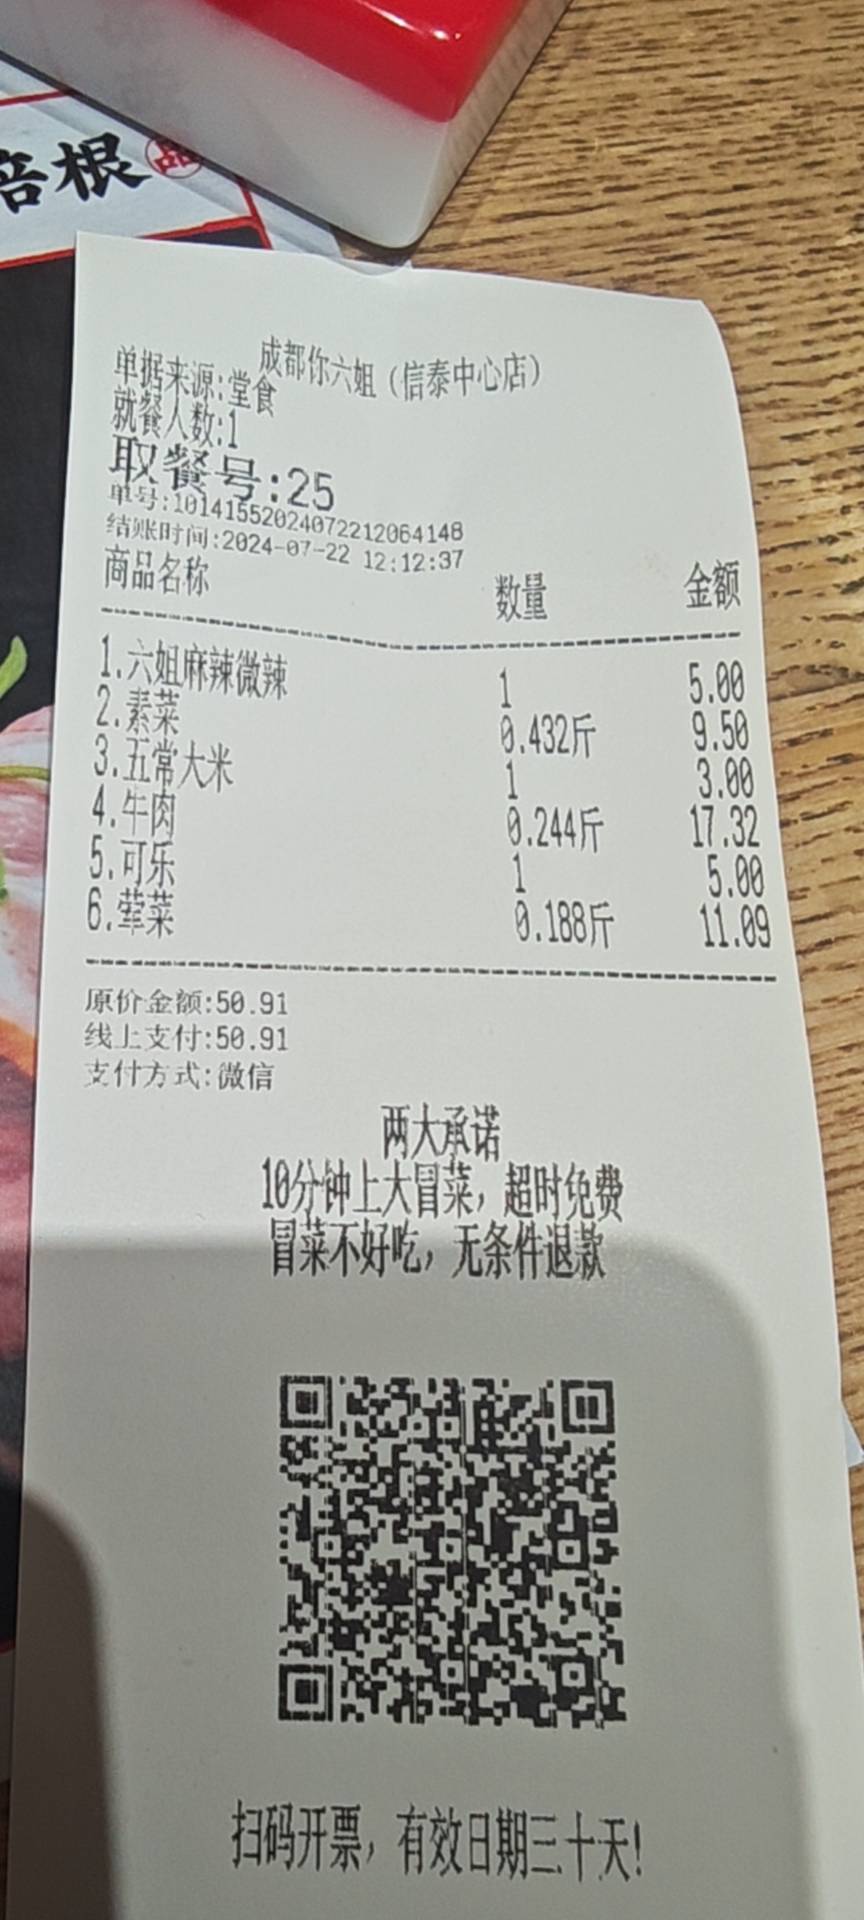 培根
品
成都你六姐（信泰中心店）
单据来源:堂食
就餐人数:1
取餐号:25
单号:10141552024072212064148
结账时间:2024-07-22 12:12:37
商品名称 数量 金额
1.六姐麻辣微辣 1 5.00
2.素菜 0.432斤 9.50
3.五常大米 1 3.00
4.牛肉 0.244斤 17.32
5.可乐 1 5.00
6.荤菜 0.188斤 11.09
原价金额:50.91
线上支付:50.91
支付方式:微信
两大承诺
10分钟上大冒菜，超时免费
冒菜不好吃，无条件退款
扫码开票，有效日期三十天!